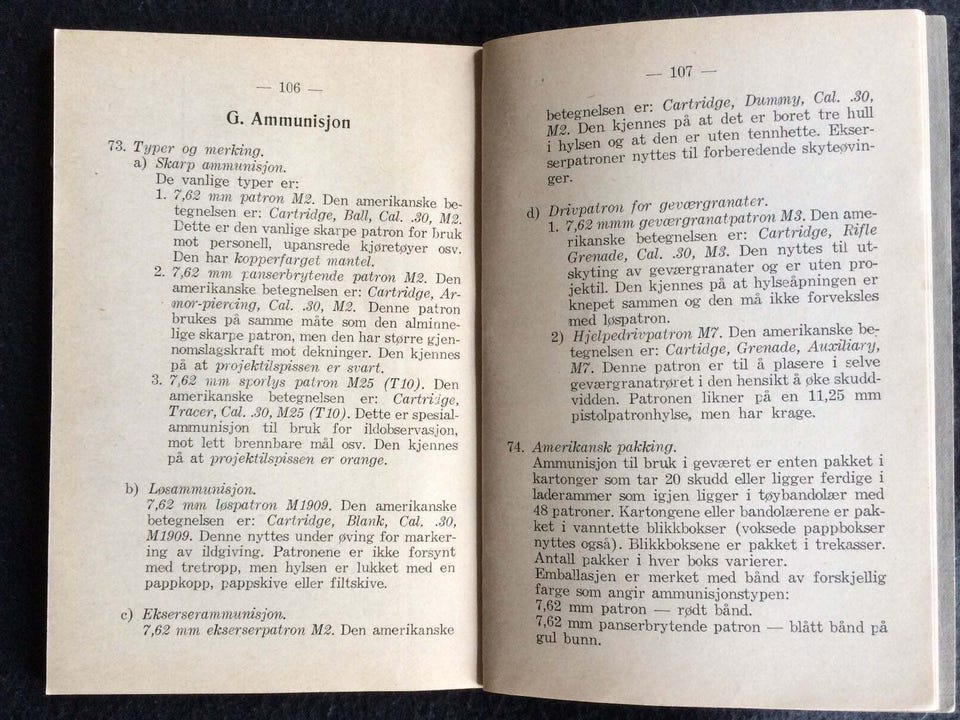 — 106 —
G. Ammunisjon
73. Typer og merking.
a) Skarp ammunisjon.
De vanlige typer er:
1. 7,62 mm patron M2. Den amerikanske be-
tegnelsen er: Cartridge, Ball, Cal. .30, M2.
Dette er den vanlige skarpe patron for bruk
mot personell, upansrede kjøretøyer osv.
Den har kopperfarget mantel.
2. 7,62 mm panserbrytende patron M2. Den
amerikanske betegnelsen er: Cartridge, Ar-
mor-piercing, Cal. .30, M2. Denne patron
brukes på samme måte som den alminne-
lige skarpe patron, men den har større gjen-
nomslagskraft mot dekninger. Den kjennes
på at projektilspissen er svart.
3. 7,62 mm sporlys patron M25 (T10). Den
amerikanske betegnelsen er: Cartridge,
Tracer, Cal. .30, M25 (T10). Dette er spesial-
ammunisjon til bruk for ildobservasjon,
mot lett brennbare mål osv. Den kjennes
på at projektilspissen er orange.
b) Løsammunisjon.
7,62 mm løspatron M1909. Den amerikanske
betegnelsen er: Cartridge, Blank, Cal. .30,
M1909. Denne nyttes under øving for marker-
ing av ildgiving. Patronene er ikke forsynt
med tretropp, men hylsen er lukket med en
pappkopp, pappskive eller filtskive.
c) Ekserserammunisjon.
7,62 mm ekserserpatron M2. Den amerikanske
— 107 —
betegnelsen er: Cartridge, Dummy, Cal. .30,
M2. Den kjennes på at det er boret tre hull
i hylsen og at den er uten tennhette. Ekser-
serpatroner nyttes til forberedende skyteøvin-
ger.
d) Drivpatron for geværgranater.
1. 7,62 mmm geværgranatpatron M3. Den ame-
rikanske betegnelsen er: Cartridge, Rifle
Grenade, Cal. .30, M3. Den nyttes til ut-
skyting av geværgranater og er uten pro-
jektil. Den kjennes på at hylseåpningen er
knepet sammen og den må ikke forveksles
med løspatron.
2) Hjelpedrivpatron M7. Den amerikanske be-
tegnelsen er: Cartidge, Grenade, Auxiliary,
M7. Denne patron er til å plasere i selve
geværgranatrøret i den hensikt å øke skudd-
vidden. Patronen likner på en 11,25 mm
pistolpatronhylse, men har krage.
74. Amerikansk pakking.
Ammunisjon til bruk i geværet er enten pakket i
kartonger som tar 20 skudd eller ligger ferdige i
laderammer som igjen ligger i tøybandolær med
48 patroner. Kartongene eller bandolærene er pak-
ket i vanntette blikkbokser (voksede pappbokser
nyttes også). Blikkboksene er pakket i trekasser.
Antall pakker i hver boks varierer.
Emballasjen er merket med bånd av forskjellig
farge som angir ammunisjonstypen:
7,62 mm patron — rødt bånd.
7,62 mm panserbrytende patron — blått bånd på
gul bunn.